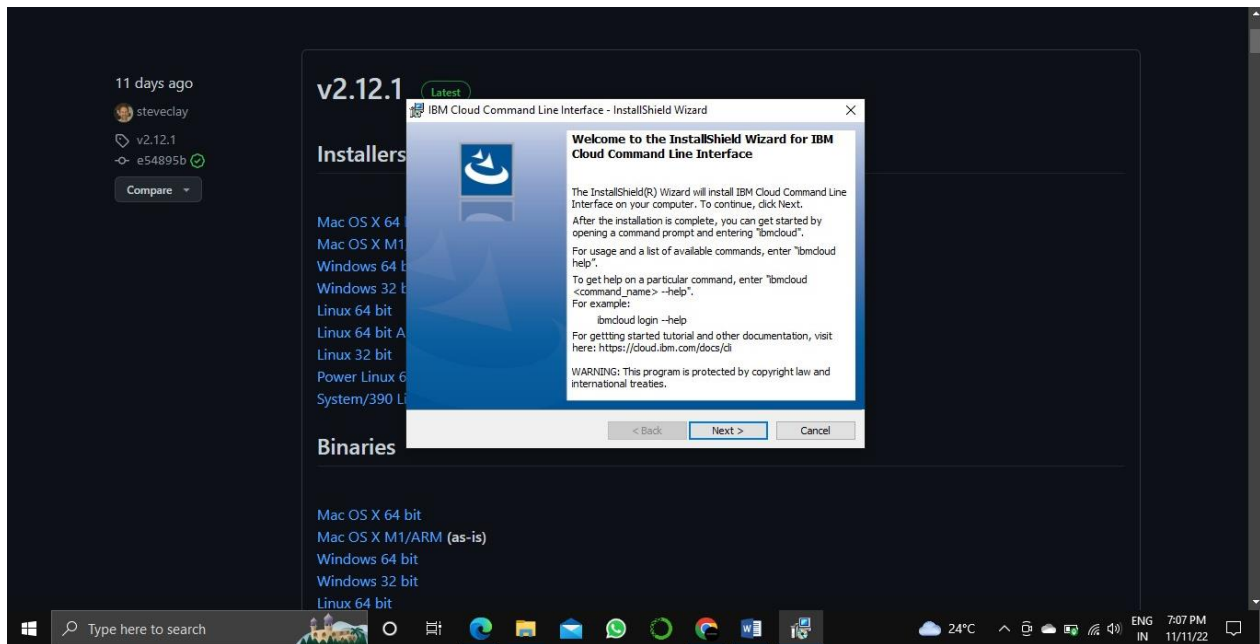 11 days ago
steveclay
v2.12.1
e54895b
Compare
v2.12.1
Latest
Installers
Mac OS X 64
Mac OS X M1
Windows 64 b
Windows 32 b
Linux 64 bit
Linux 64 bit A
Linux 32 bit
Power Linux 6
System/390 Li
IBM Cloud Command Line Interface - InstallShield Wizard
Welcome to the InstallShield Wizard for IBM
Cloud Command Line Interface
The InstallShield(R) Wizard will install IBM Cloud Command Line
Interface on your computer. To continue, click Next.
After the installation is complete, you can get started by
opening a command prompt and entering "ibmcloud".
For usage and a list of available commands, enter "ibmcloud
help".
To get help on a particular command, enter "ibmcloud
<command_name> --help".
For example:
ibmcloud login --help
For gettting started tutorial and other documentation, visit
here: https://cloud.ibm.com/docs/cli
WARNING: This program is protected by copyright law and
international treaties.
< Back
Next >
Cancel
Binaries
Mac OS X 64 bit
Mac OS X M1/ARM (as-is)
Windows 64 bit
Windows 32 bit
Linux 64 bit
Type here to search
24°C
ENG
IN
7:07 PM
11/11/22